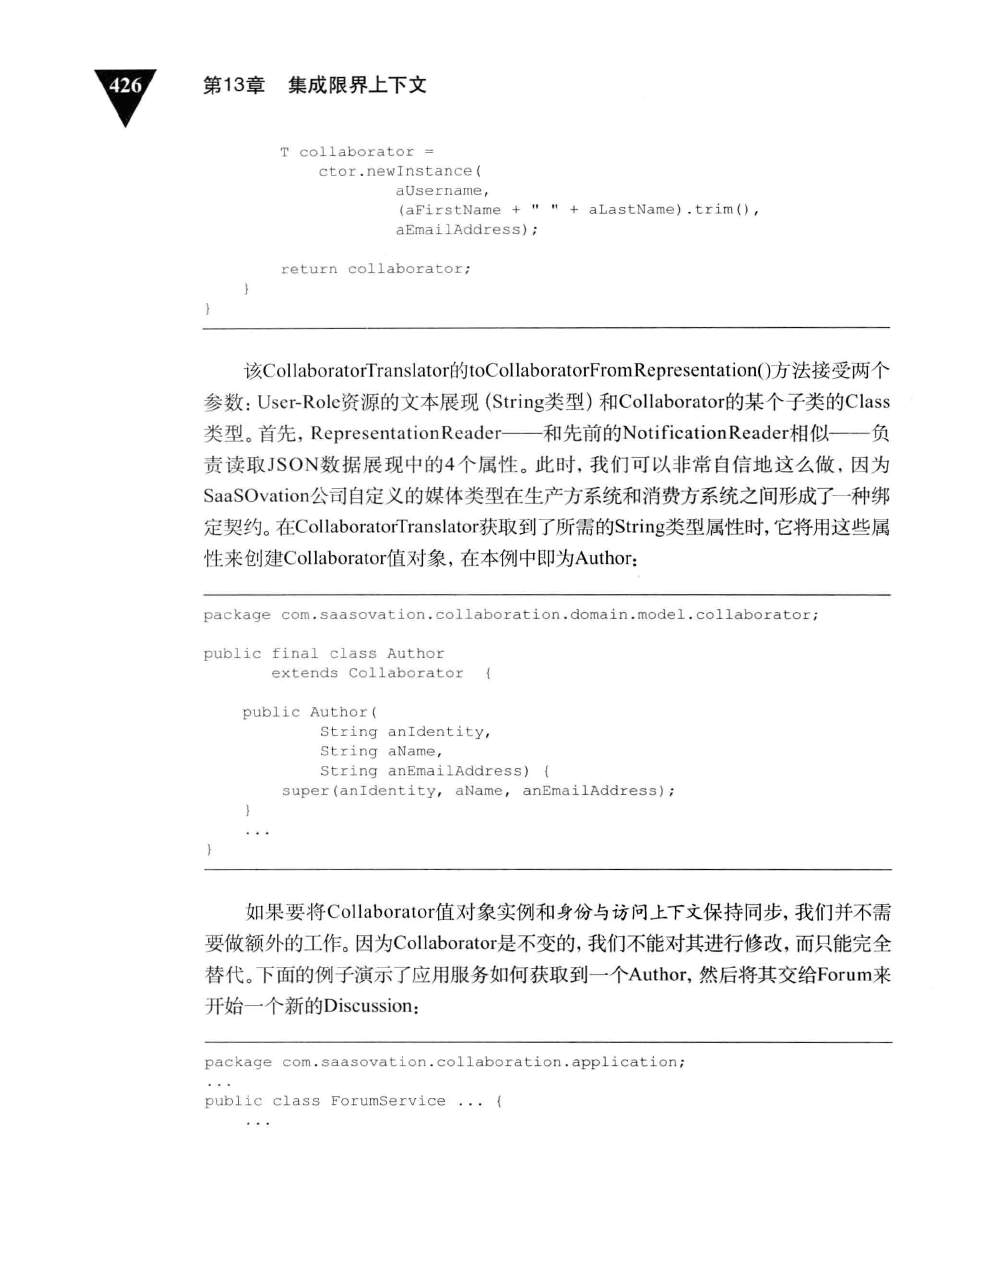 426
第13章 集成限界上下文
T collaborator =
ctor.newInstance(
aUsername,
(aFirstName + " " + aLastName).trim(),
aEmailAddress);
return collaborator;
}
}
该CollaboratorTranslator的toCollaboratorFromRepresentation()方法接受两个
参数：User-Role资源的文本展现（String类型）和Collaborator的某个子类的Class
类型。首先，RepresentationReader——和先前的NotificationReader相似——负
责读取JSON数据展现中的4个属性。此时，我们可以非常自信地这么做，因为
SaaSOvation公司自定义的媒体类型在生产方系统和消费方系统之间形成了一种绑
定契约。在CollaboratorTranslator获取到了所需的String类型属性时，它将用这些属
性来创建Collaborator值对象，在本例中即为Author：
package com.saasovation.collaboration.domain.model.collaborator;
public final class Author
extends Collaborator {
public Author(
String anIdentity,
String aName,
String anEmailAddress) {
super(anIdentity, aName, anEmailAddress);
}
...
}
如果要将Collaborator值对象实例和身份与访问上下文保持同步，我们并不需
要做额外的工作。因为Collaborator是不变的，我们不能对其进行修改，而只能完全
替代。下面的例子演示了应用服务如何获取到一个Author，然后将其交给Forum来
开始一个新的Discussion：
package com.saasovation.collaboration.application;
...
public class ForumService ... {
...